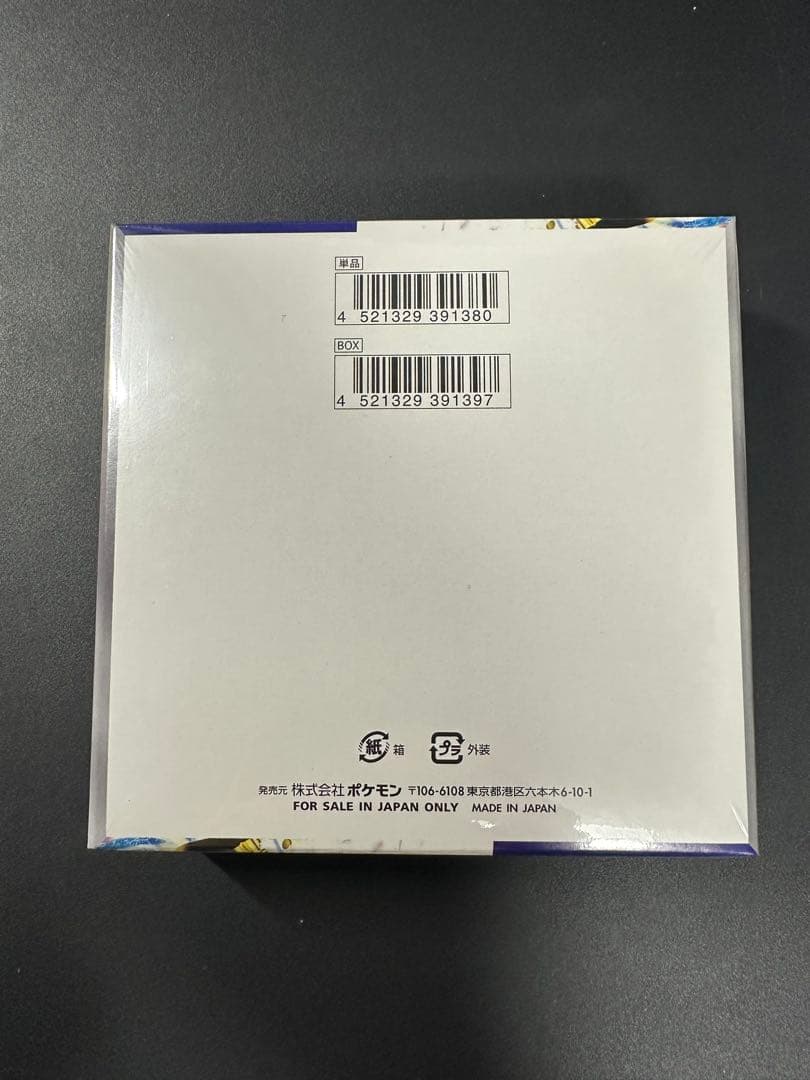 単品
4 521329 391380
BOX
4 521329 391397
紙 箱 プラ 外装
発売元 株式会社ポケモン 〒106-6108 東京都港区六本木6-10-1
FOR SALE IN JAPAN ONLY MADE IN JAPAN